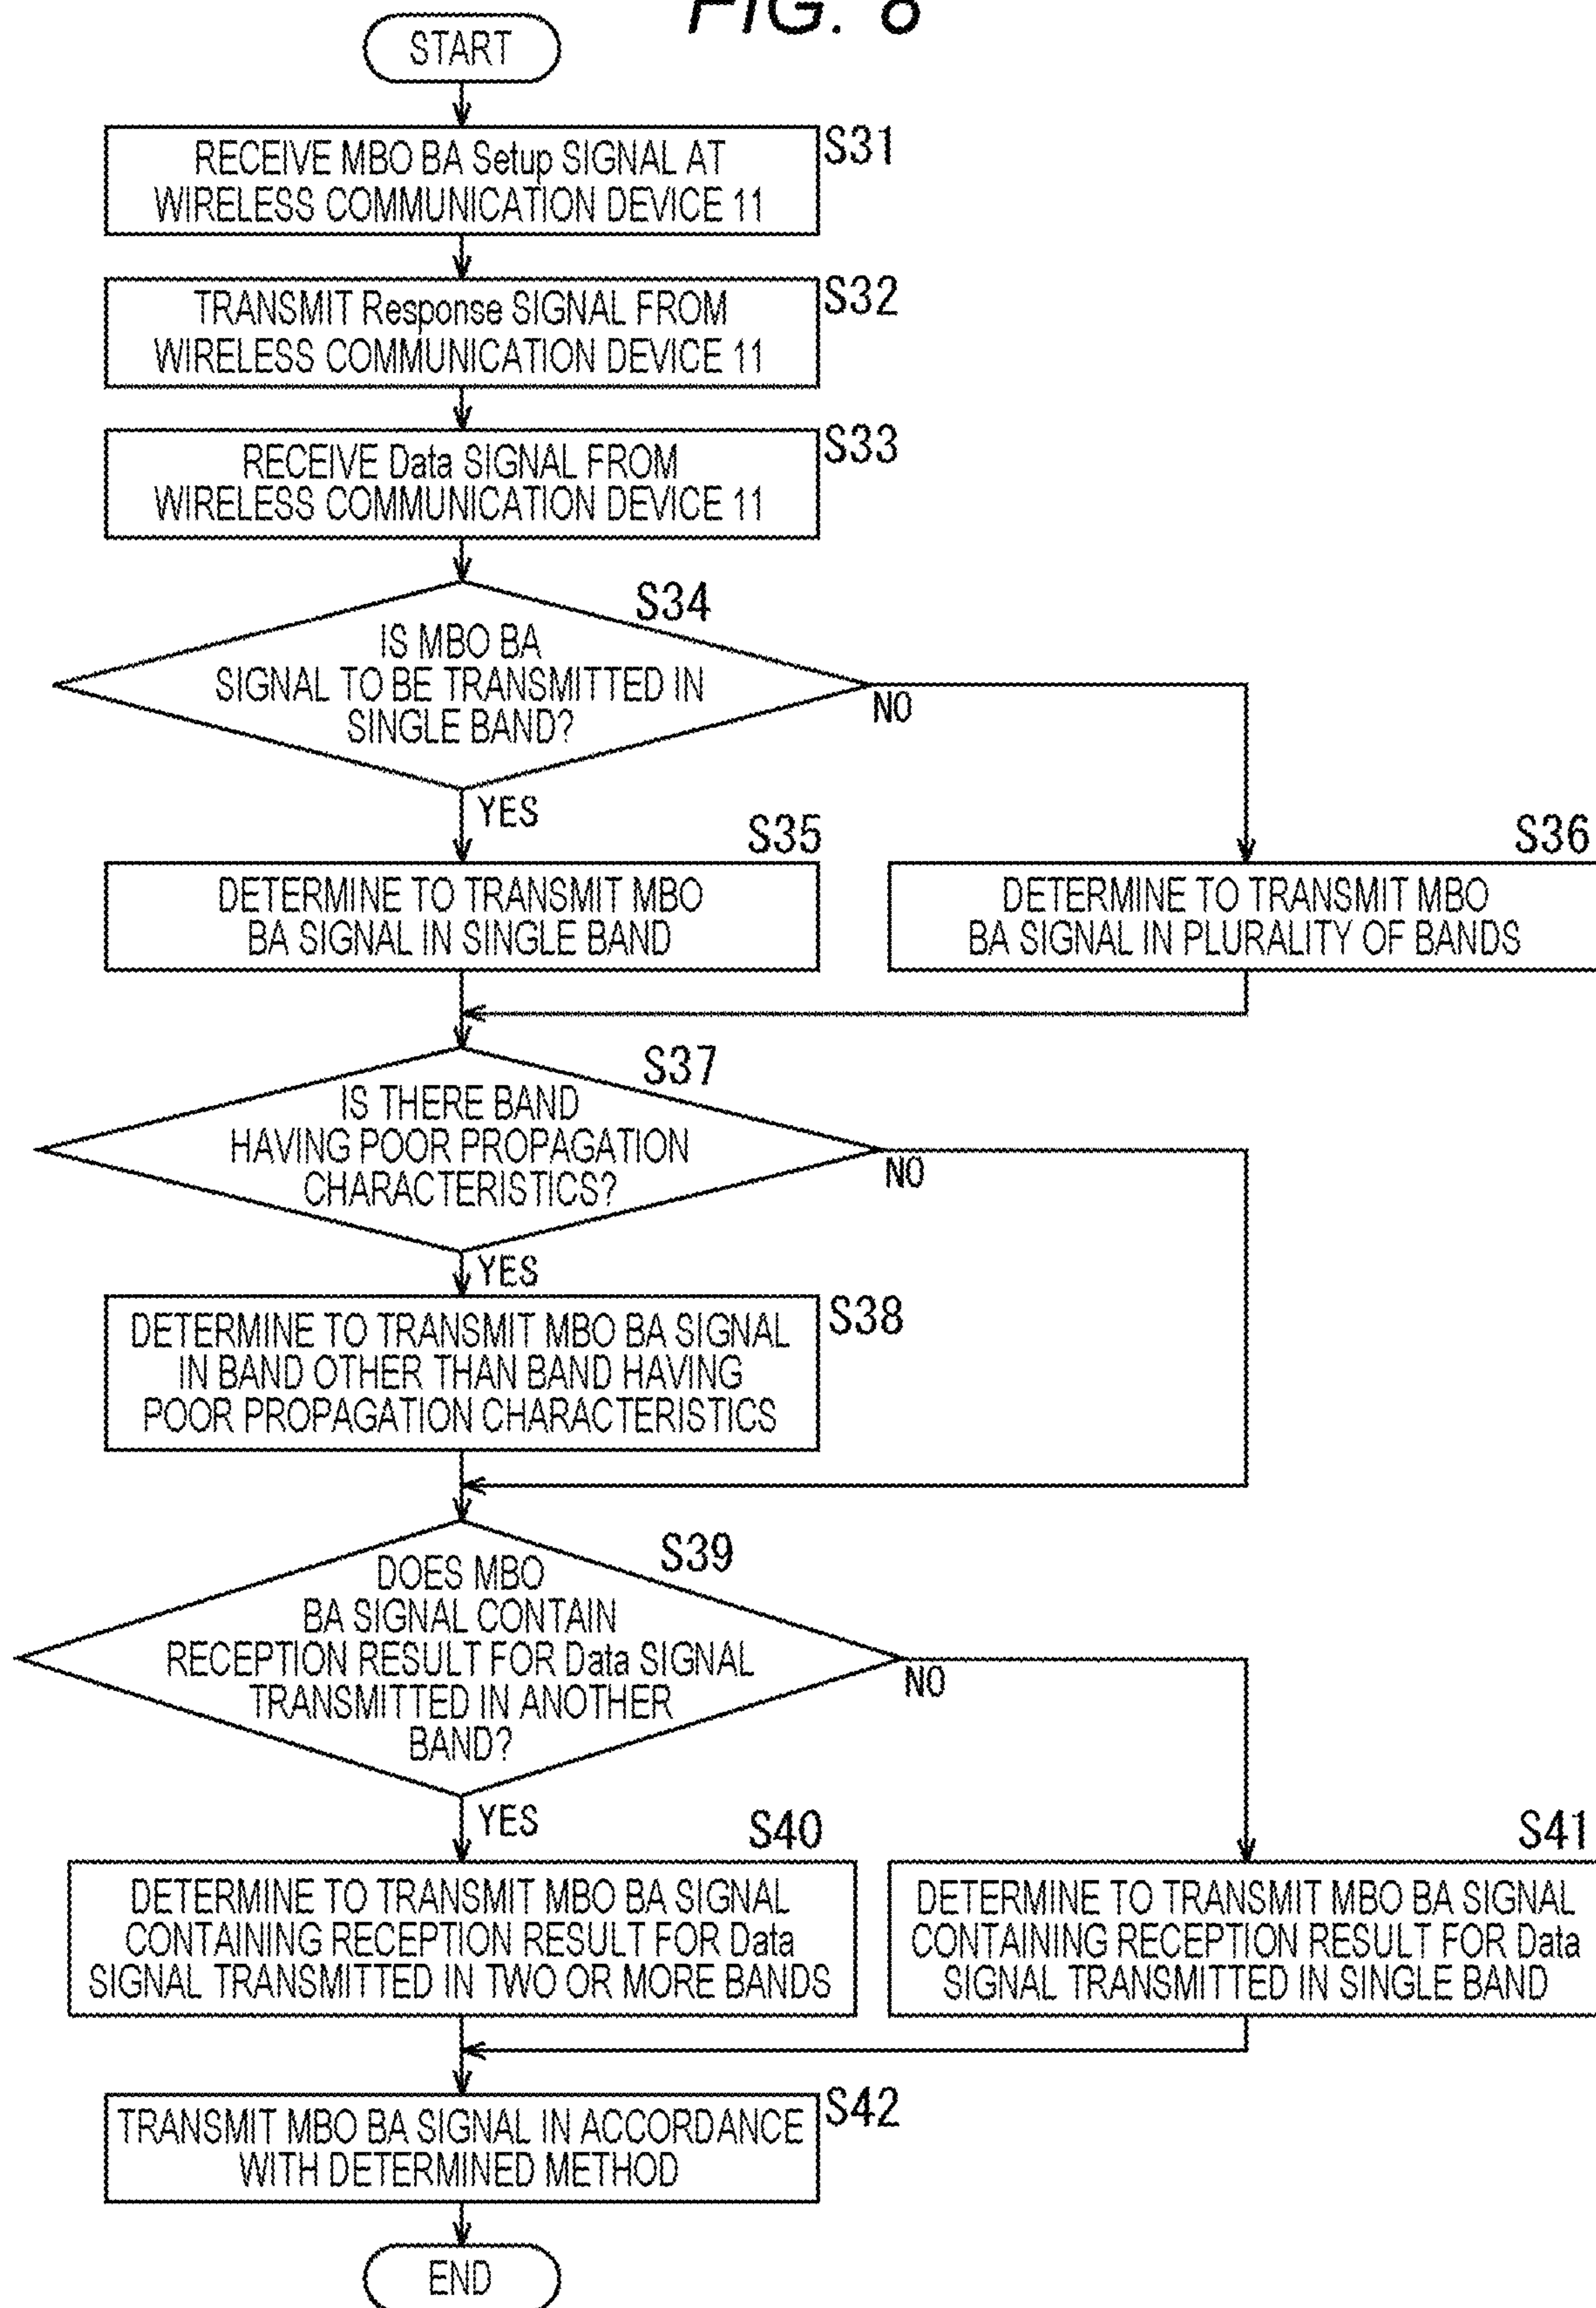 FIG. 8
START
S31
RECEIVE MBO BA Setup SIGNAL AT
WIRELESS COMMUNICATION DEVICE 11
S32
TRANSMIT Response SIGNAL FROM
WIRELESS COMMUNICATION DEVICE 11
S33
RECEIVE Data SIGNAL FROM
WIRELESS COMMUNICATION DEVICE 11
S34
IS MBO BA
SIGNAL TO BE TRANSMITTED IN
SINGLE BAND?
NO
YES
S35
DETERMINE TO TRANSMIT MBO
BA SIGNAL IN SINGLE BAND
S36
DETERMINE TO TRANSMIT MBO
BA SIGNAL IN PLURALITY OF BANDS
S37
IS THERE BAND
HAVING POOR PROPAGATION
CHARACTERISTICS?
NO
YES
S38
DETERMINE TO TRANSMIT MBO BA SIGNAL
IN BAND OTHER THAN BAND HAVING
POOR PROPAGATION CHARACTERISTICS
S39
DOES MBO
BA SIGNAL CONTAIN
RECEPTION RESULT FOR Data SIGNAL
TRANSMITTED IN ANOTHER
BAND?
NO
YES
S40
DETERMINE TO TRANSMIT MBO BA SIGNAL
CONTAINING RECEPTION RESULT FOR Data
SIGNAL TRANSMITTED IN TWO OR MORE BANDS
S41
DETERMINE TO TRANSMIT MBO BA SIGNAL
CONTAINING RECEPTION RESULT FOR Data
SIGNAL TRANSMITTED IN SINGLE BAND
S42
TRANSMIT MBO BA SIGNAL IN ACCORDANCE
WITH DETERMINED METHOD
END